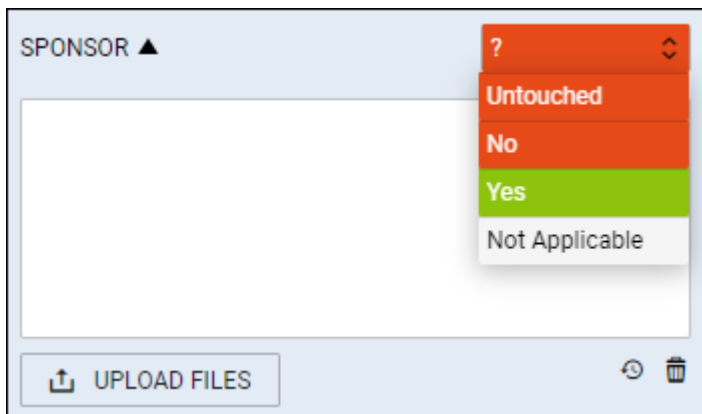 SPONSOR ▲
?
Untouched
No
Yes
Not Applicable
UPLOAD FILES